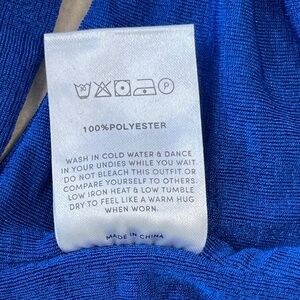 100%POLYESTER
WASH IN COLD WATER & DANCE
IN YOUR UNDIES WHILE YOU WAIT.
DO NOT BLEACH THIS OUTFIT OR
COMPARE YOURSELF TO OTHERS.
LOW IRON HEAT & LOW TUMBLE
DRY TO FEEL LIKE A WARM HUG
WHEN WORN.
MADE IN CHINA